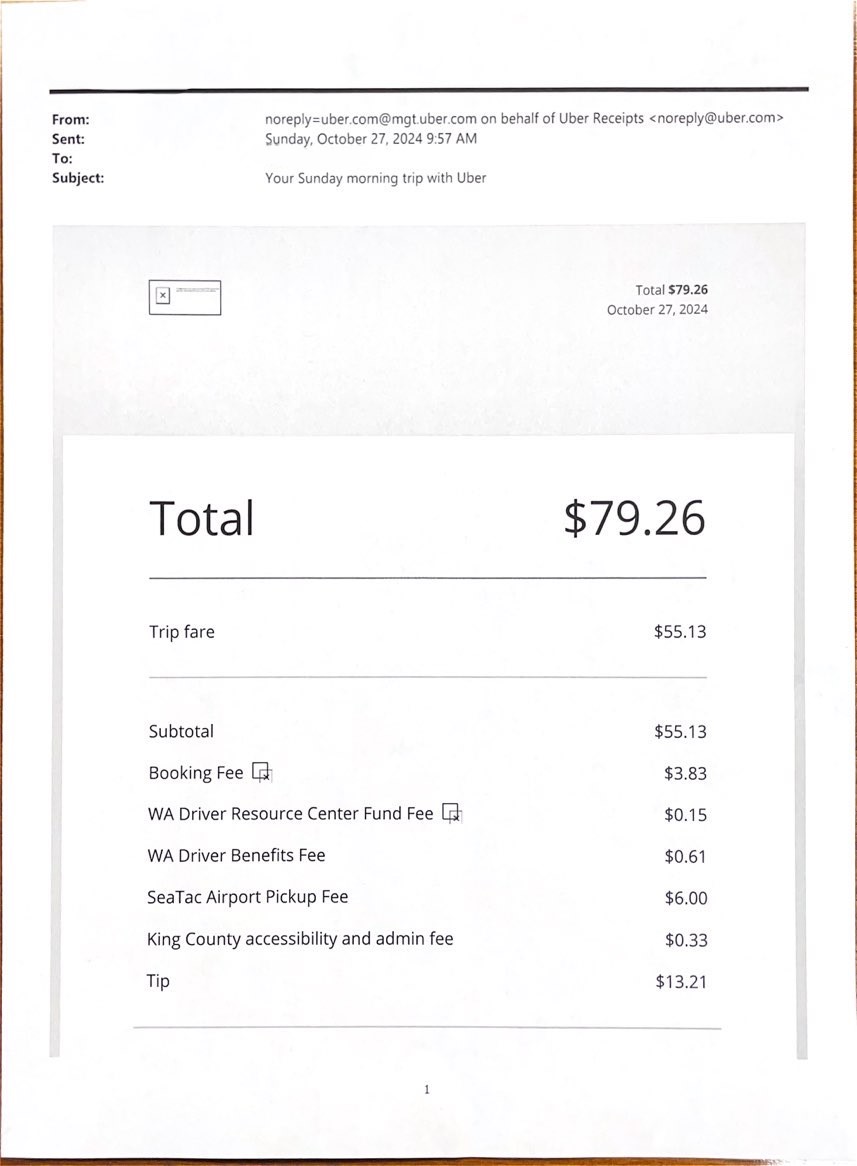 From: noreply=uber.com@mgt.uber.com on behalf of Uber Receipts <noreply@uber.com>
Sent: Sunday, October 27, 2024 9:57 AM
To:
Subject: Your Sunday morning trip with Uber
Total $79.26
October 27, 2024
Total $79.26
Trip fare $55.13
Subtotal $55.13
Booking Fee $3.83
WA Driver Resource Center Fund Fee $0.15
WA Driver Benefits Fee $0.61
SeaTac Airport Pickup Fee $6.00
King County accessibility and admin fee $0.33
Tip $13.21
1